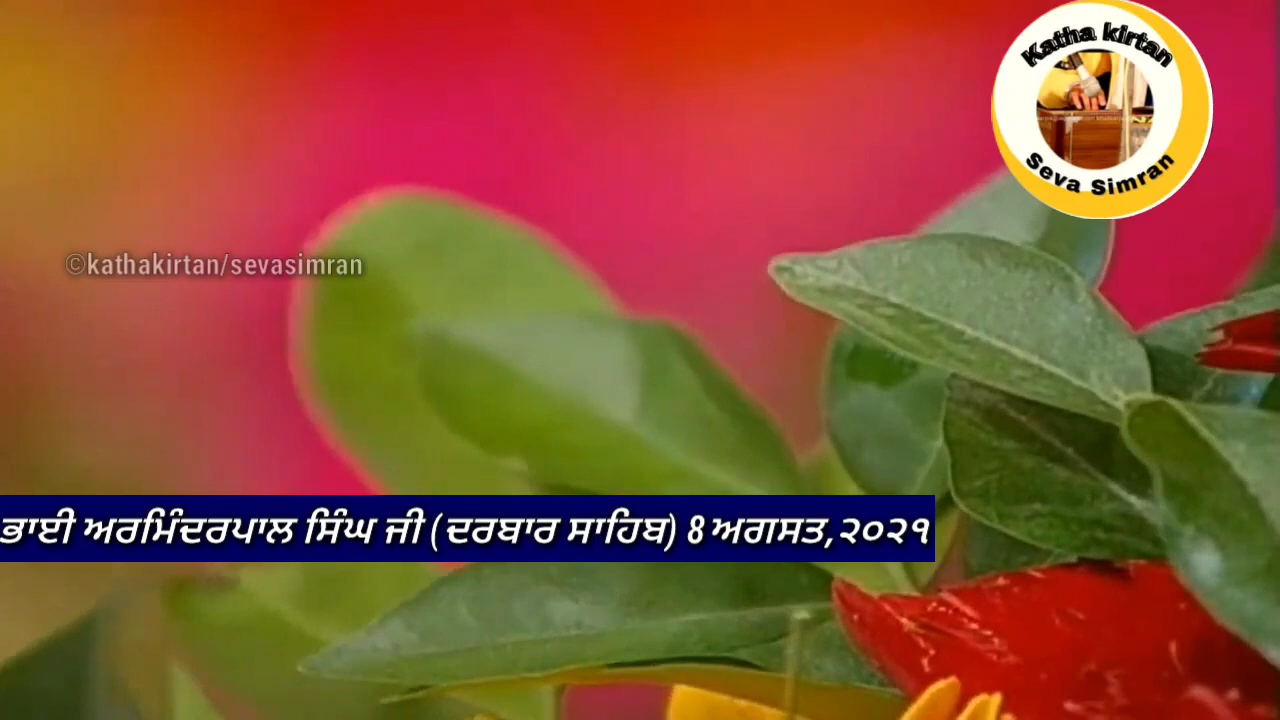 Katha kirtan
Seva Simran
©kathakirtan/sevasimran
ਭਾਈ ਅਰਮਿੰਦਰਪਾਲ ਸਿੰਘ ਜੀ (ਦਰਬਾਰ ਸਾਹਿਬ) 8 ਅਗਸਤ,੨੦੨੧